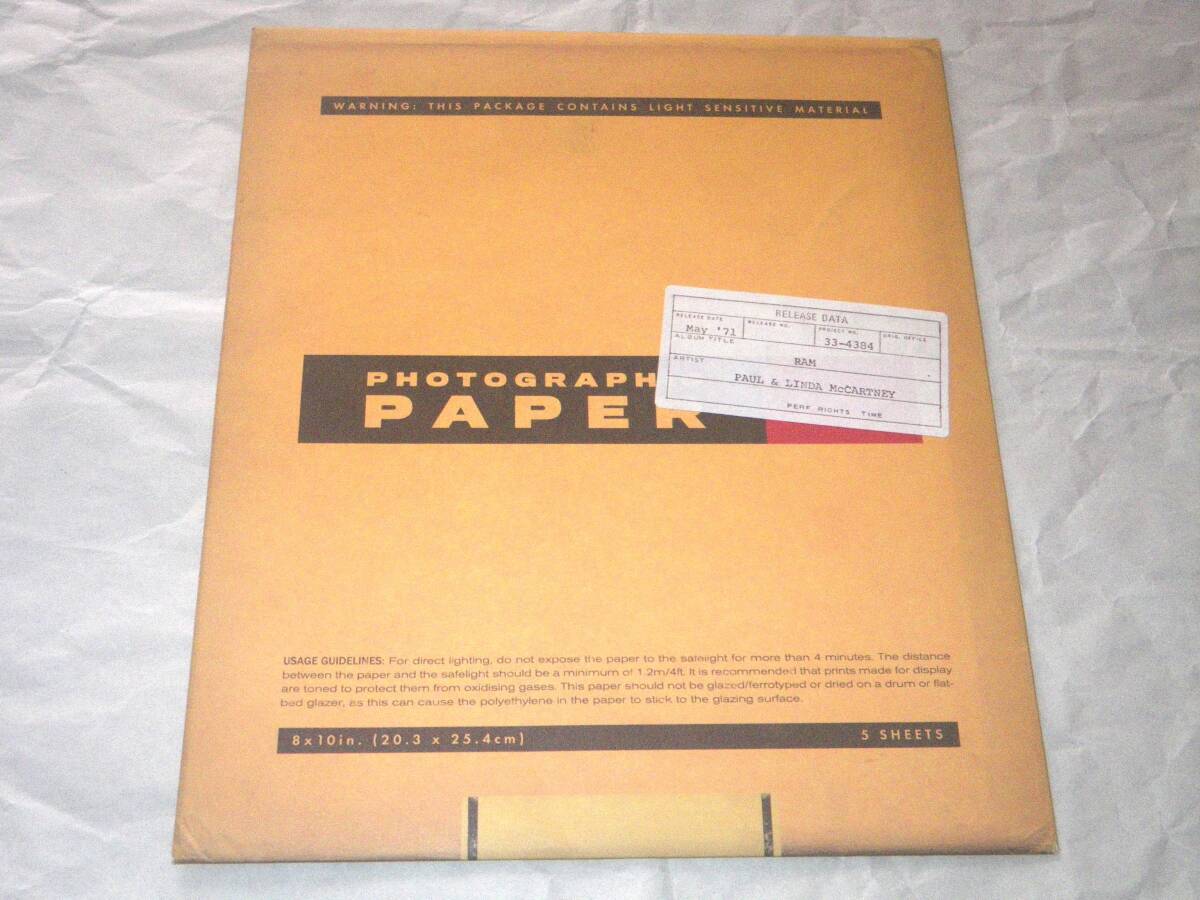 WARNING: THIS PACKAGE CONTAINS LIGHT SENSITIVE MATERIAL
RELEASE DATA
RELEASE DATE RELEASE NO. PROJECT NO. ORIG. OFFICE
May '71 33-4384
ALBUM TITLE
RAM
ARTIST
PAUL & LINDA McCARTNEY
PERF RIGHTS TIME
PHOTOGRAPH
PAPER
USAGE GUIDELINES: For direct lighting, do not expose the paper to the safelight for more than 4 minutes. The distance
between the paper and the safelight should be a minimum of 1.2m/4ft. It is recommended that prints made for display
are toned to protect them from oxidising gases. This paper should not be glazed/ferrotyped or dried on a drum or flat-
bed glazer, as this can cause the polyethylene in the paper to stick to the glazing surface.
8x10in. (20.3 x 25.4cm) 5 SHEETS